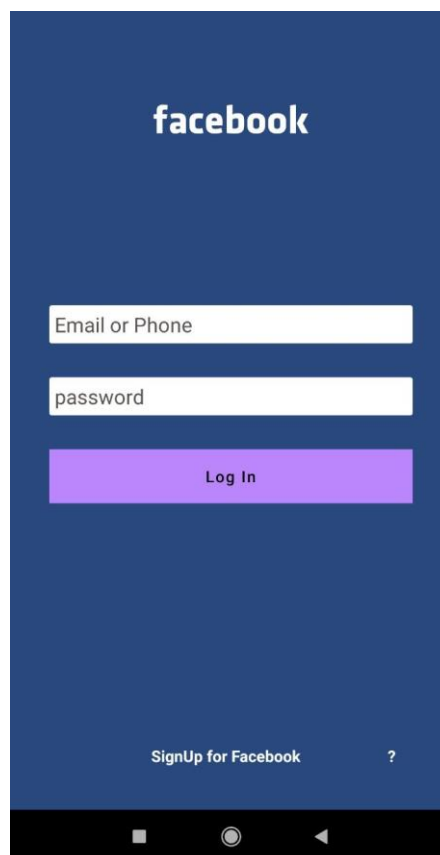 facebook
Email or Phone
password
Log In
SignUp for Facebook ?